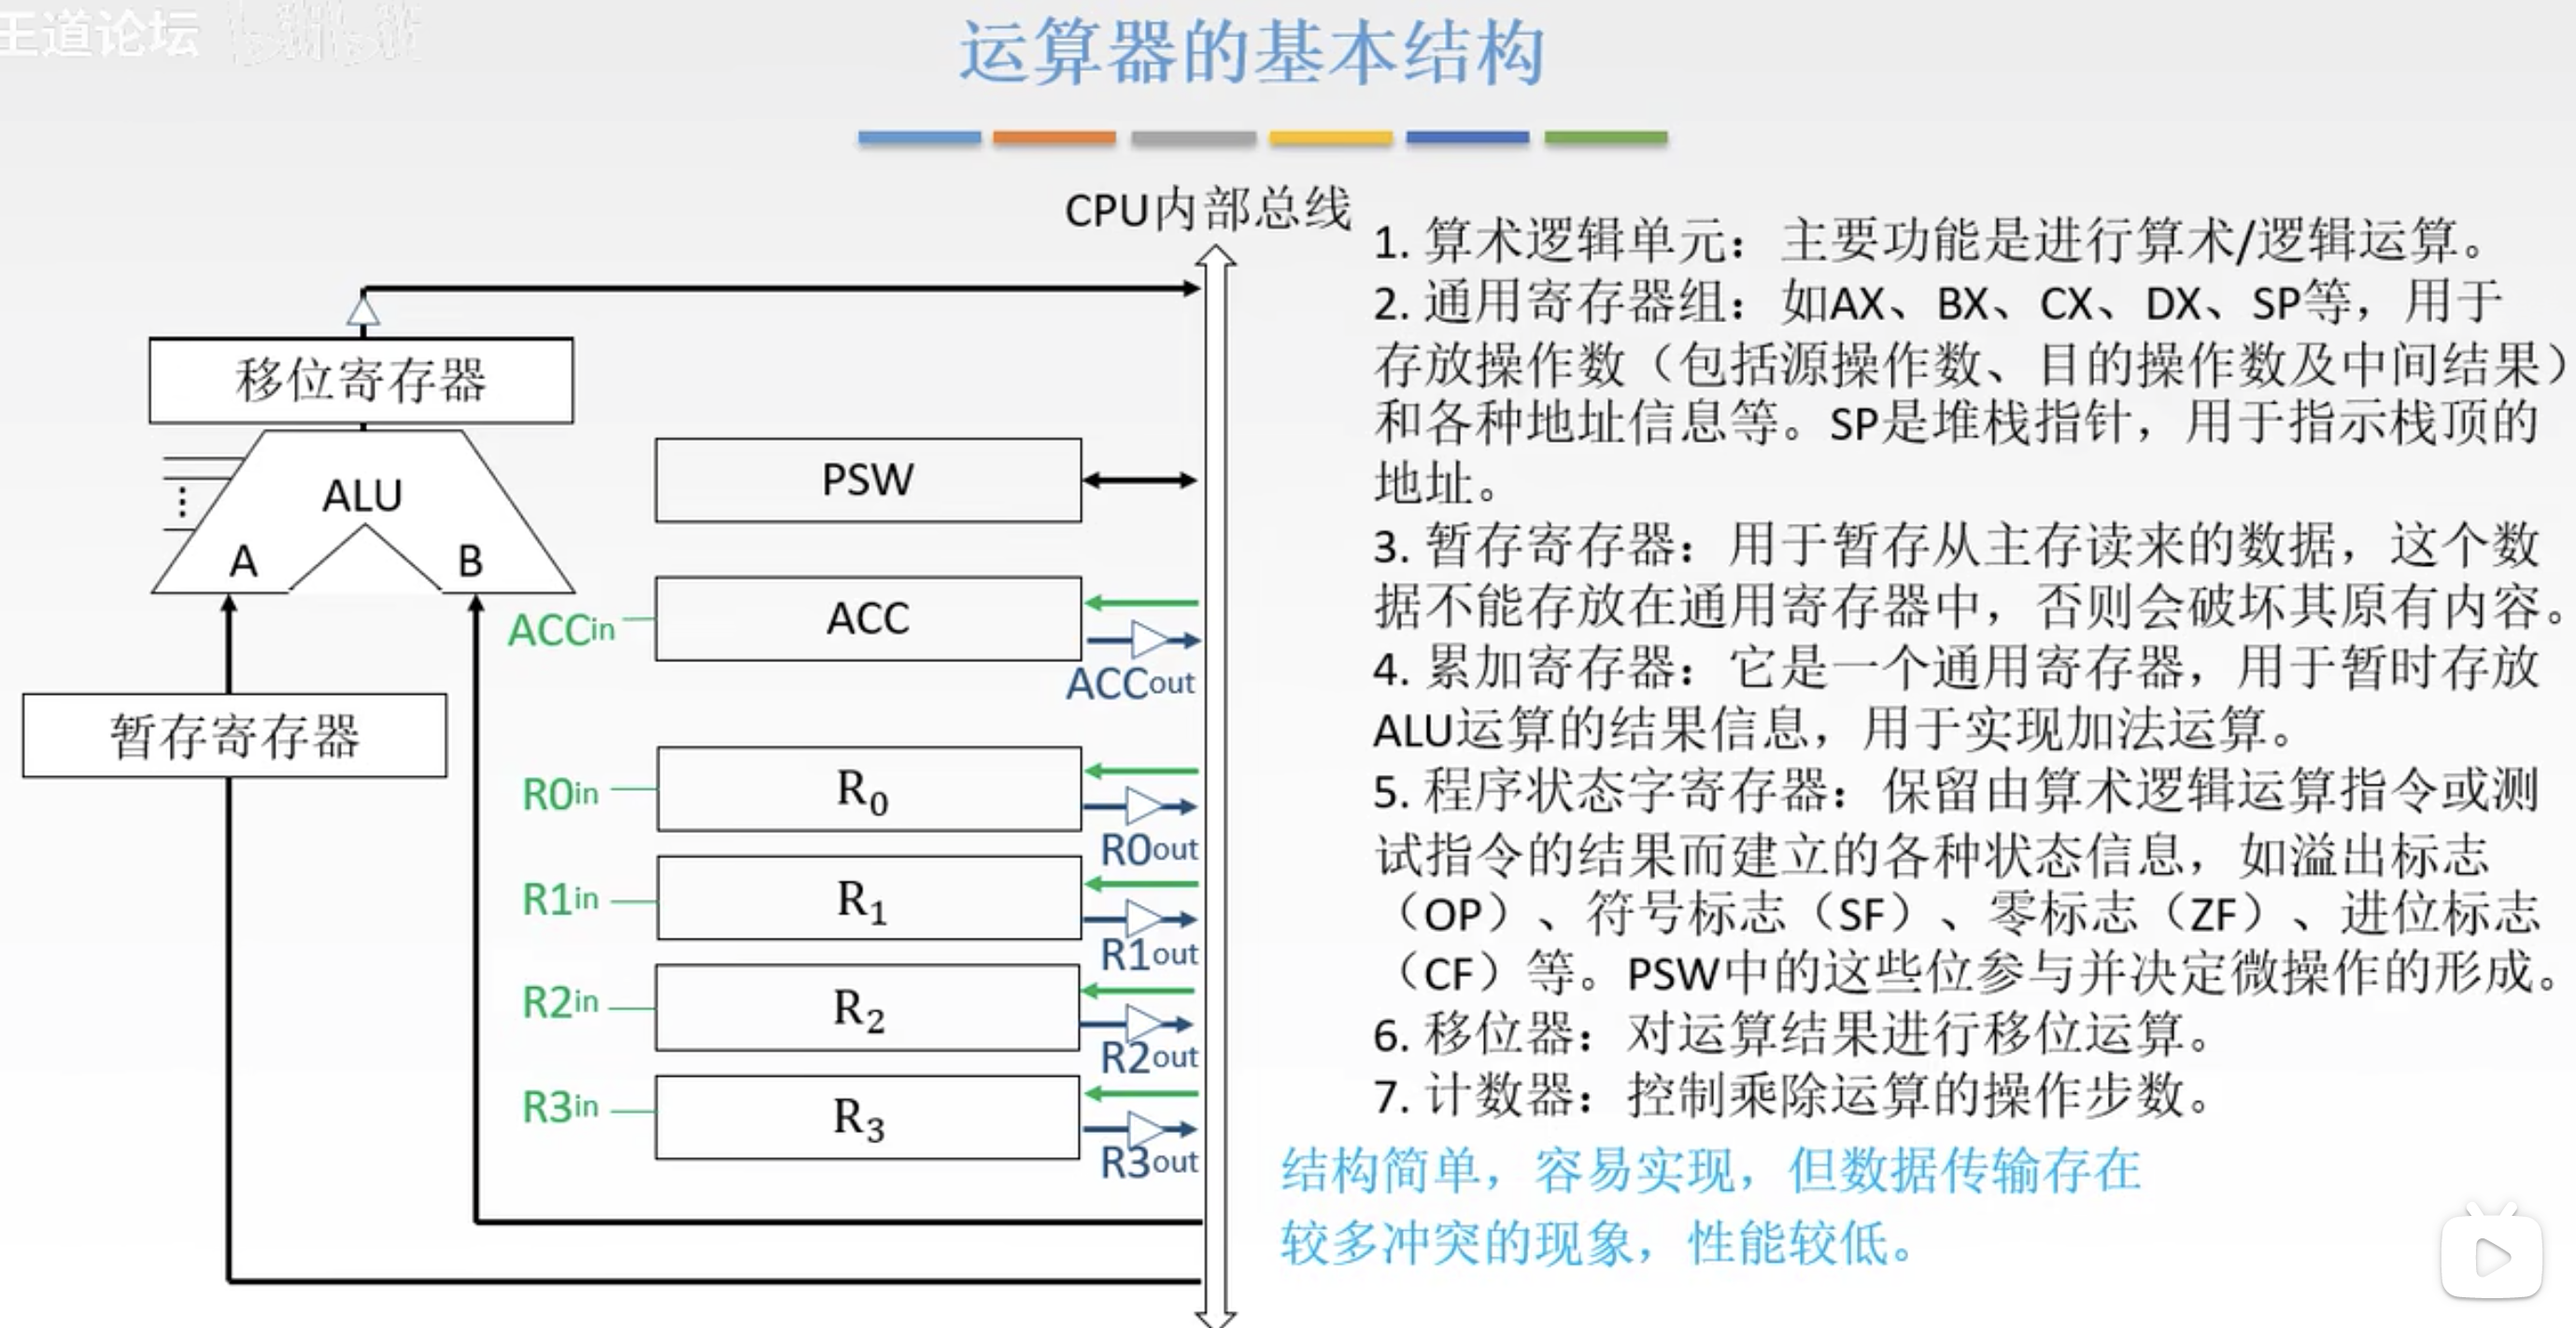 王道论坛
运算器的基本结构
CPU内部总线
移位寄存器
ALU
A
B
PSW
ACC
ACCin
ACCout
暂存寄存器
R0in
R0
R0out
R1in
R1
R1out
R2in
R2
R2out
R3in
R3
R3out
1. 算术逻辑单元：主要功能是进行算术/逻辑运算。
2. 通用寄存器组：如AX、BX、CX、DX、SP等，用于
存放操作数（包括源操作数、目的操作数及中间结果）
和各种地址信息等。SP是堆栈指针，用于指示栈顶的
地址。
3. 暂存寄存器：用于暂存从主存读来的数据，这个数
据不能存放在通用寄存器中，否则会破坏其原有内容。
4. 累加寄存器：它是一个通用寄存器，用于暂时存放
ALU运算的结果信息，用于实现加法运算。
5. 程序状态字寄存器：保留由算术逻辑运算指令或测
试指令的结果而建立的各种状态信息，如溢出标志
（OP）、符号标志（SF）、零标志（ZF）、进位标志
（CF）等。PSW中的这些位参与并决定微操作的形成。
6. 移位器：对运算结果进行移位运算。
7. 计数器：控制乘除运算的操作步数。
结构简单，容易实现，但数据传输存在
较多冲突的现象，性能较低。